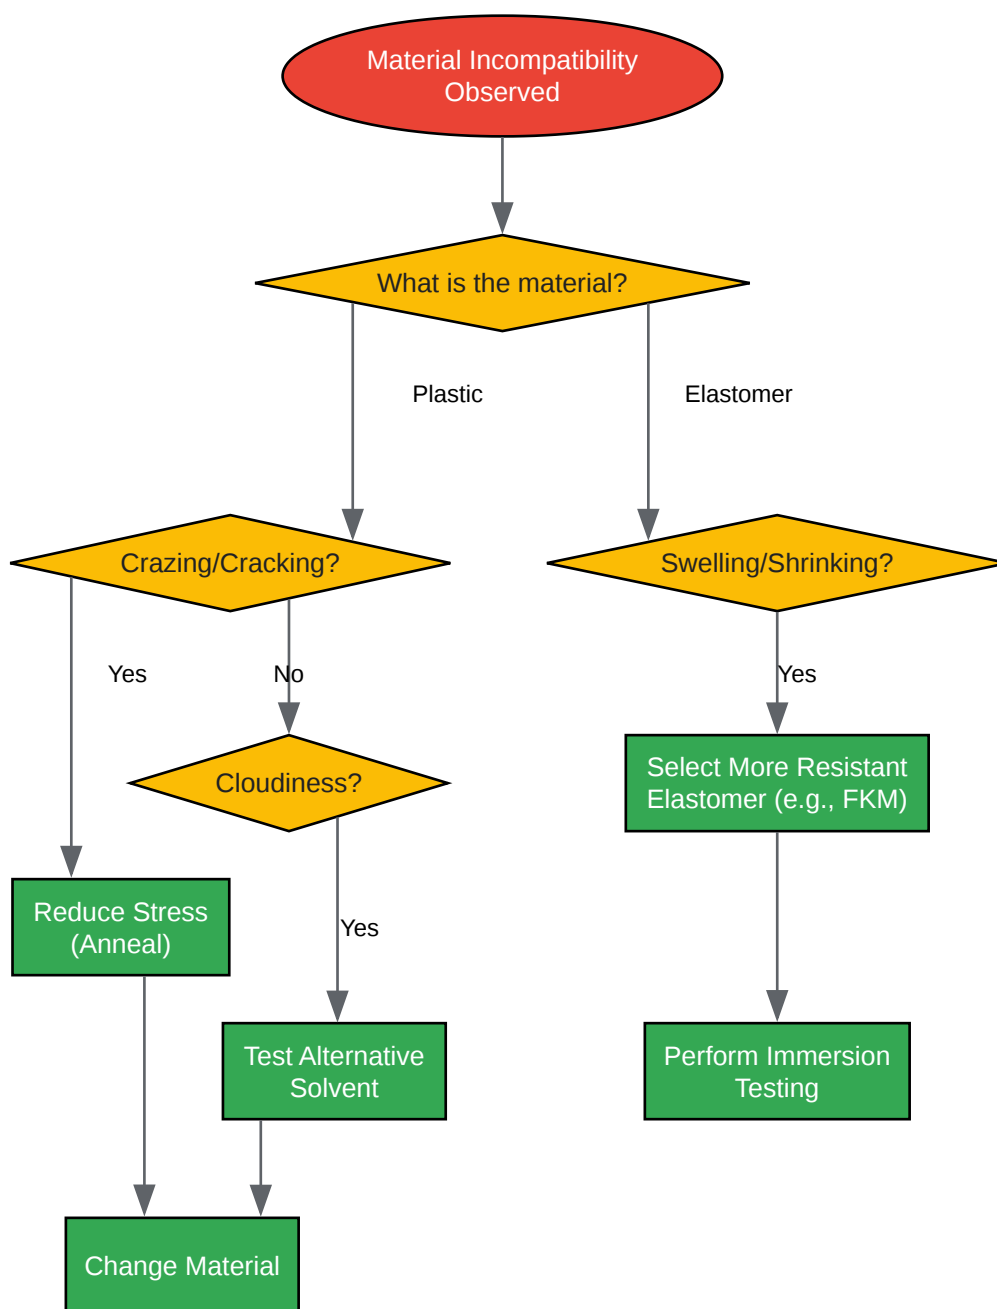 Material Incompatibility
Observed
What is the material?
Plastic
Elastomer
Crazing/Cracking?
Swelling/Shrinking?
Yes
No
Yes
Cloudiness?
Select More Resistant
Elastomer (e.g., FKM)
Reduce Stress
(Anneal)
Yes
Test Alternative
Solvent
Perform Immersion
Testing
Change Material